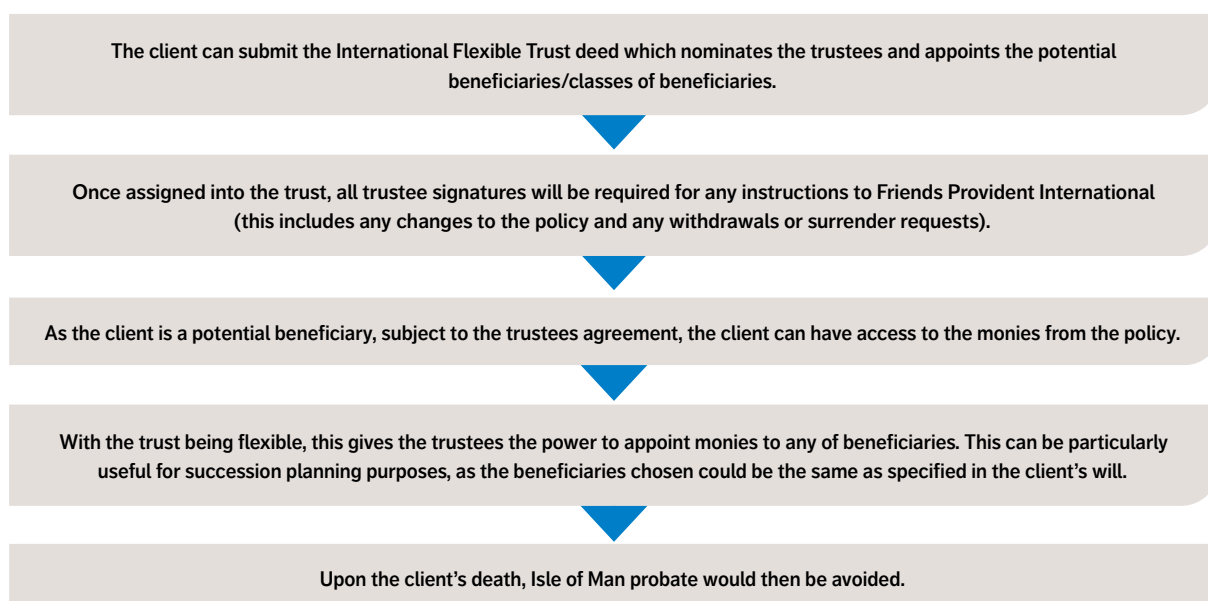 The client can submit the International Flexible Trust deed which nominates the trustees and appoints the potential
beneficiaries/classes of beneficiaries.
Once assigned into the trust, all trustee signatures will be required for any instructions to Friends Provident International
(this includes any changes to the policy and any withdrawals or surrender requests).
As the client is a potential beneficiary, subject to the trustees agreement, the client can have access to the monies from the policy.
With the trust being flexible, this gives the trustees the power to appoint monies to any of beneficiaries. This can be particularly
useful for succession planning purposes, as the beneficiaries chosen could be the same as specified in the client’s will.
Upon the client’s death, Isle of Man probate would then be avoided.